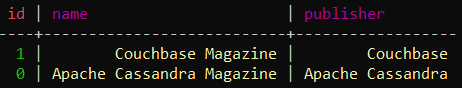 id | name | publisher
----+---------------------------+------------------
1 | Couchbase Magazine | Couchbase
0 | Apache Cassandra Magazine | Apache Cassandra